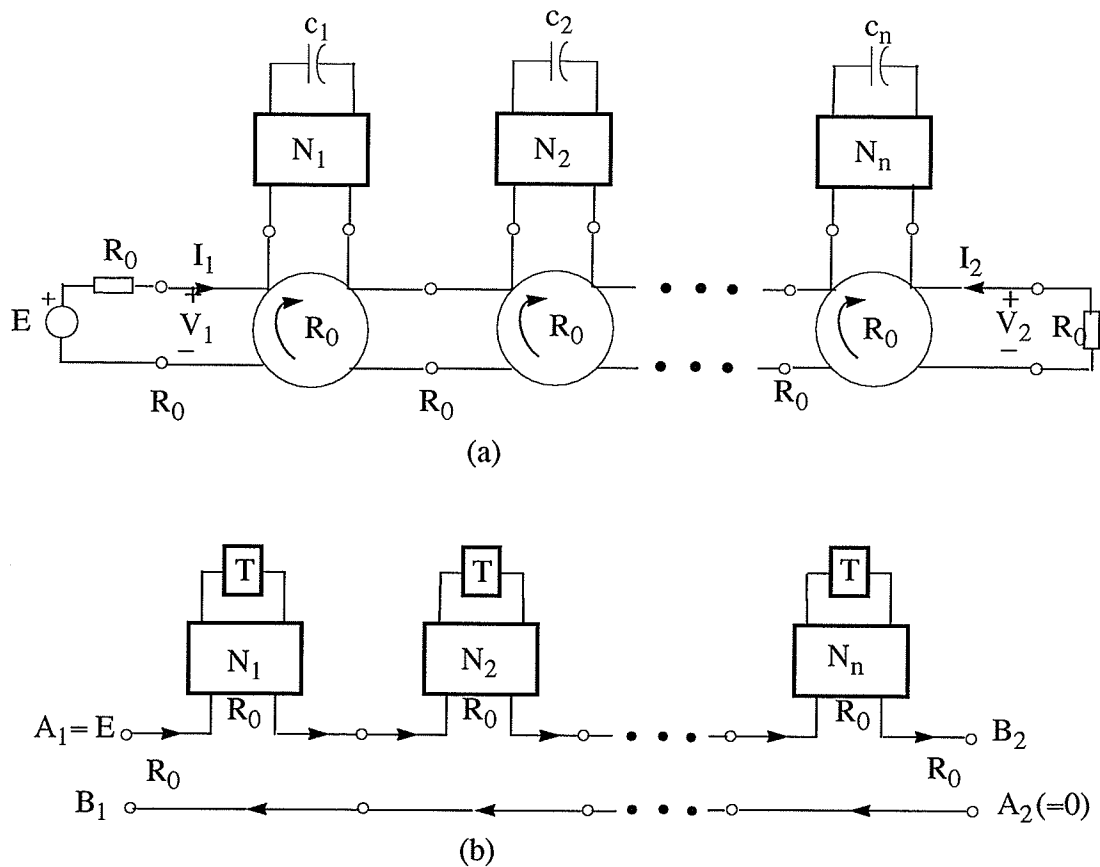 c1 c2 cn
N1 N2 Nn
R0 I1 I2
E + + V1 − R0 R0 R0 + V2 − R0
R0 R0 R0
(a)
T T T
N1 N2 Nn
R0 R0 R0
A1= E B2
R0 R0
B1 A2 (=0)
(b)